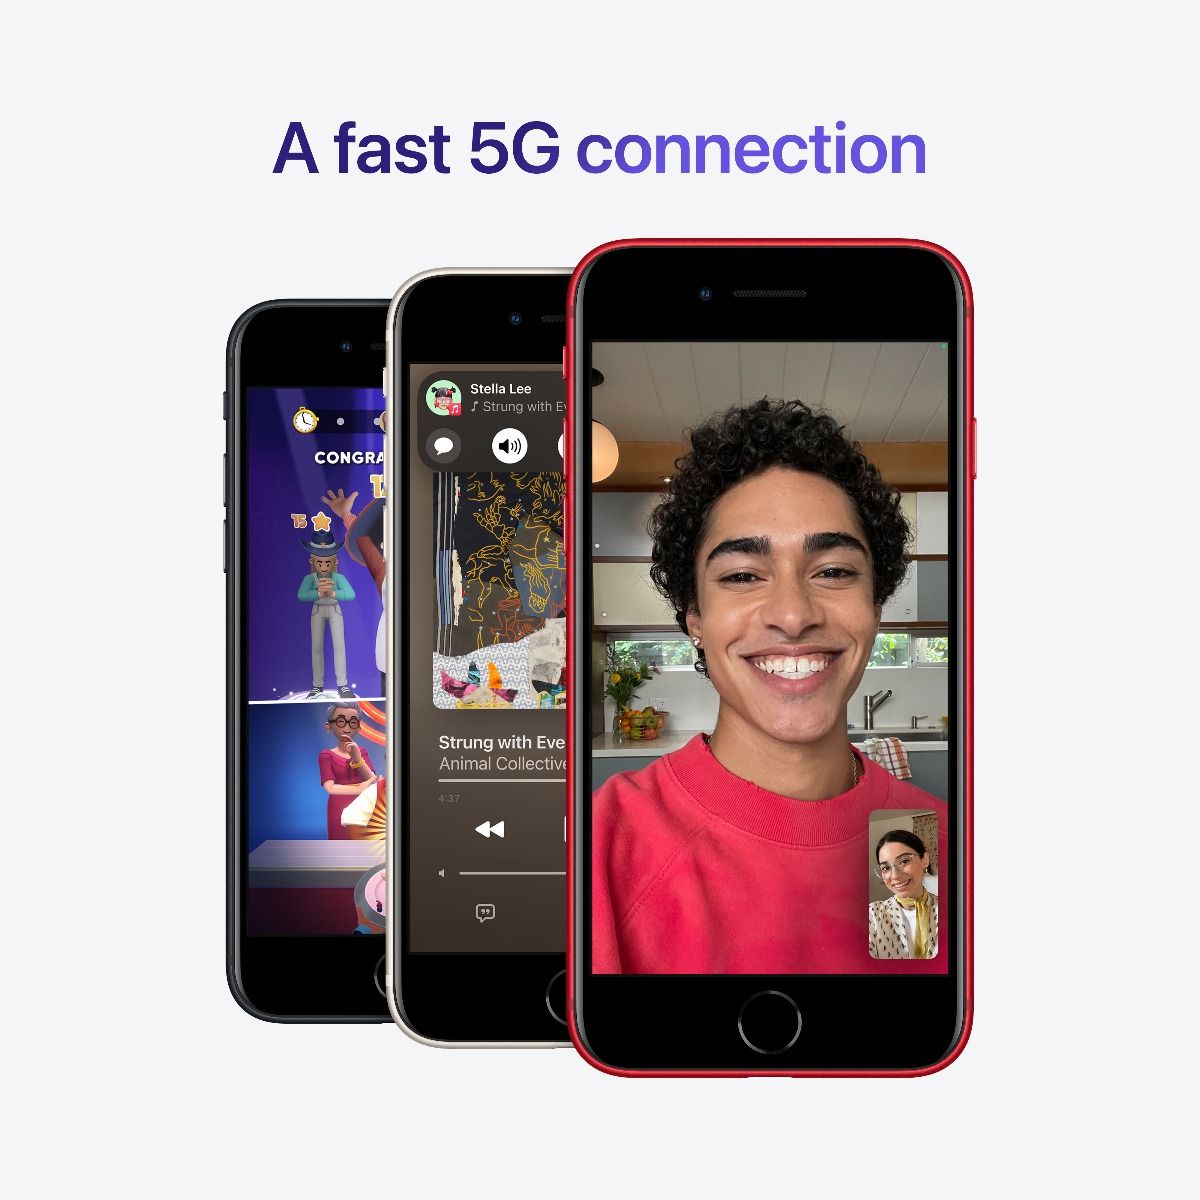 A fast 5G connection
CONGRA
15
Stella Lee
Strung with Ev
Strung with Eve
Animal Collective
4:37